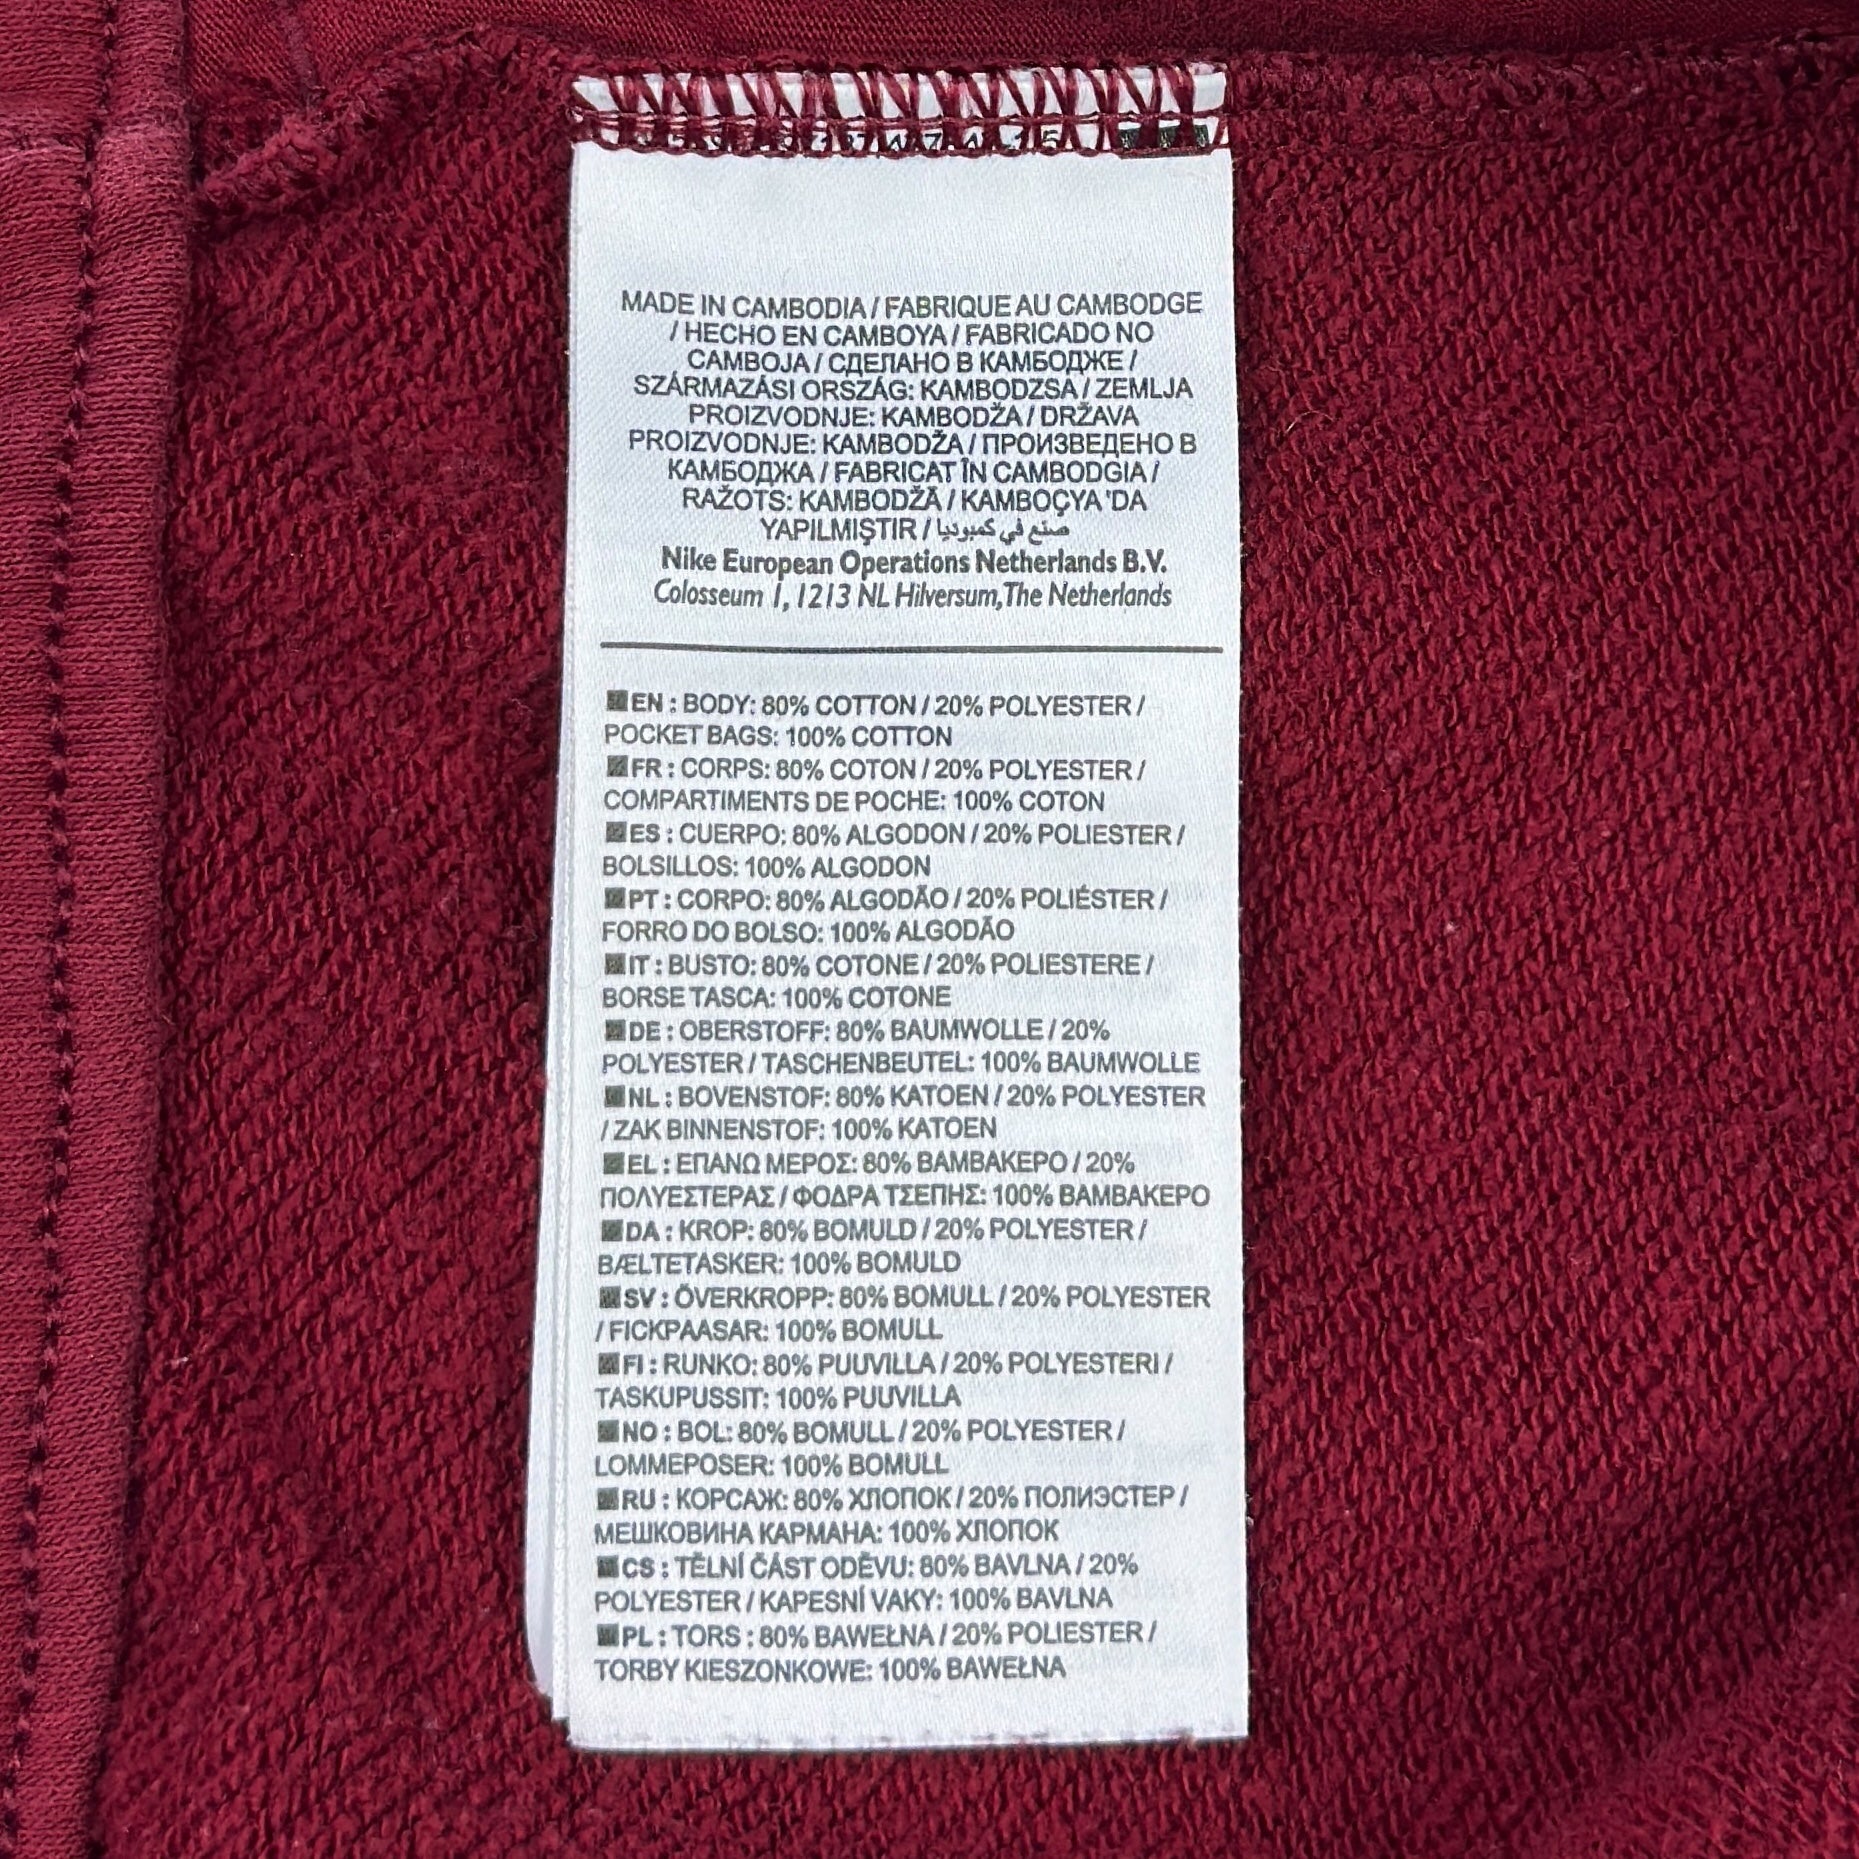 MADE IN CAMBODIA / FABRIQUE AU CAMBODGE
/ HECHO EN CAMBOYA / FABRICADO NO
CAMBOJA / СДЕЛАНО В КАМБОДЖЕ /
SZÁRMAZÁSI ORSZÁG: KAMBODZSA / ZEMLJA
PROIZVODNJE: KAMBODŽA / DRŽAVA
PROIZVODNJE: KAMBODŽA / ПРОИЗВЕДЕНО В
КАМБОДЖА / FABRICAT ÎN CAMBODGIA /
RAŽOTS: KAMBODŽĀ / KAMBOÇYA 'DA
YAPILMIŞTIR / صنع في كمبوديا
Nike European Operations Netherlands B.V.
Colosseum 1, 1213 NL Hilversum, The Netherlands
EN : BODY: 80% COTTON / 20% POLYESTER /
POCKET BAGS: 100% COTTON
FR : CORPS: 80% COTON / 20% POLYESTER /
COMPARTIMENTS DE POCHE: 100% COTON
ES : CUERPO: 80% ALGODON / 20% POLIESTER /
BOLSILLOS: 100% ALGODON
PT : CORPO: 80% ALGODÃO / 20% POLIÉSTER /
FORRO DO BOLSO: 100% ALGODÃO
IT : BUSTO: 80% COTONE / 20% POLIESTERE /
BORSE TASCA: 100% COTONE
DE : OBERSTOFF: 80% BAUMWOLLE / 20%
POLYESTER / TASCHENBEUTEL: 100% BAUMWOLLE
NL : BOVENSTOF: 80% KATOEN / 20% POLYESTER
/ ZAK BINNENSTOF: 100% KATOEN
EL : ΕΠΑΝΩ ΜΕΡΟΣ: 80% ΒΑΜΒΑΚΕΡΟ / 20%
ΠΟΛΥΕΣΤΕΡΑΣ / ΦΟΔΡΑ ΤΣΕΠΗΣ: 100% ΒΑΜΒΑΚΕΡΟ
DA : KROP: 80% BOMULD / 20% POLYESTER /
BÆLTETASKER: 100% BOMULD
SV : ÖVERKROPP: 80% BOMULL / 20% POLYESTER
/ FICKPAASAR: 100% BOMULL
FI : RUNKO: 80% PUUVILLA / 20% POLYESTERI /
TASKUPUSSIT: 100% PUUVILLA
NO : BOL: 80% BOMULL / 20% POLYESTER /
LOMMEPOSER: 100% BOMULL
RU : КОРСАЖ: 80% ХЛОПОК / 20% ПОЛИЭСТЕР /
МЕШКОВИНА КАРМАНА: 100% ХЛОПОК
CS : TĚLNÍ ČÁST ODĚVU: 80% BAVLNA / 20%
POLYESTER / KAPESNÍ VAKY: 100% BAVLNA
PL : TORS : 80% BAWEŁNA / 20% POLIESTER /
TORBY KIESZONKOWE: 100% BAWEŁNA